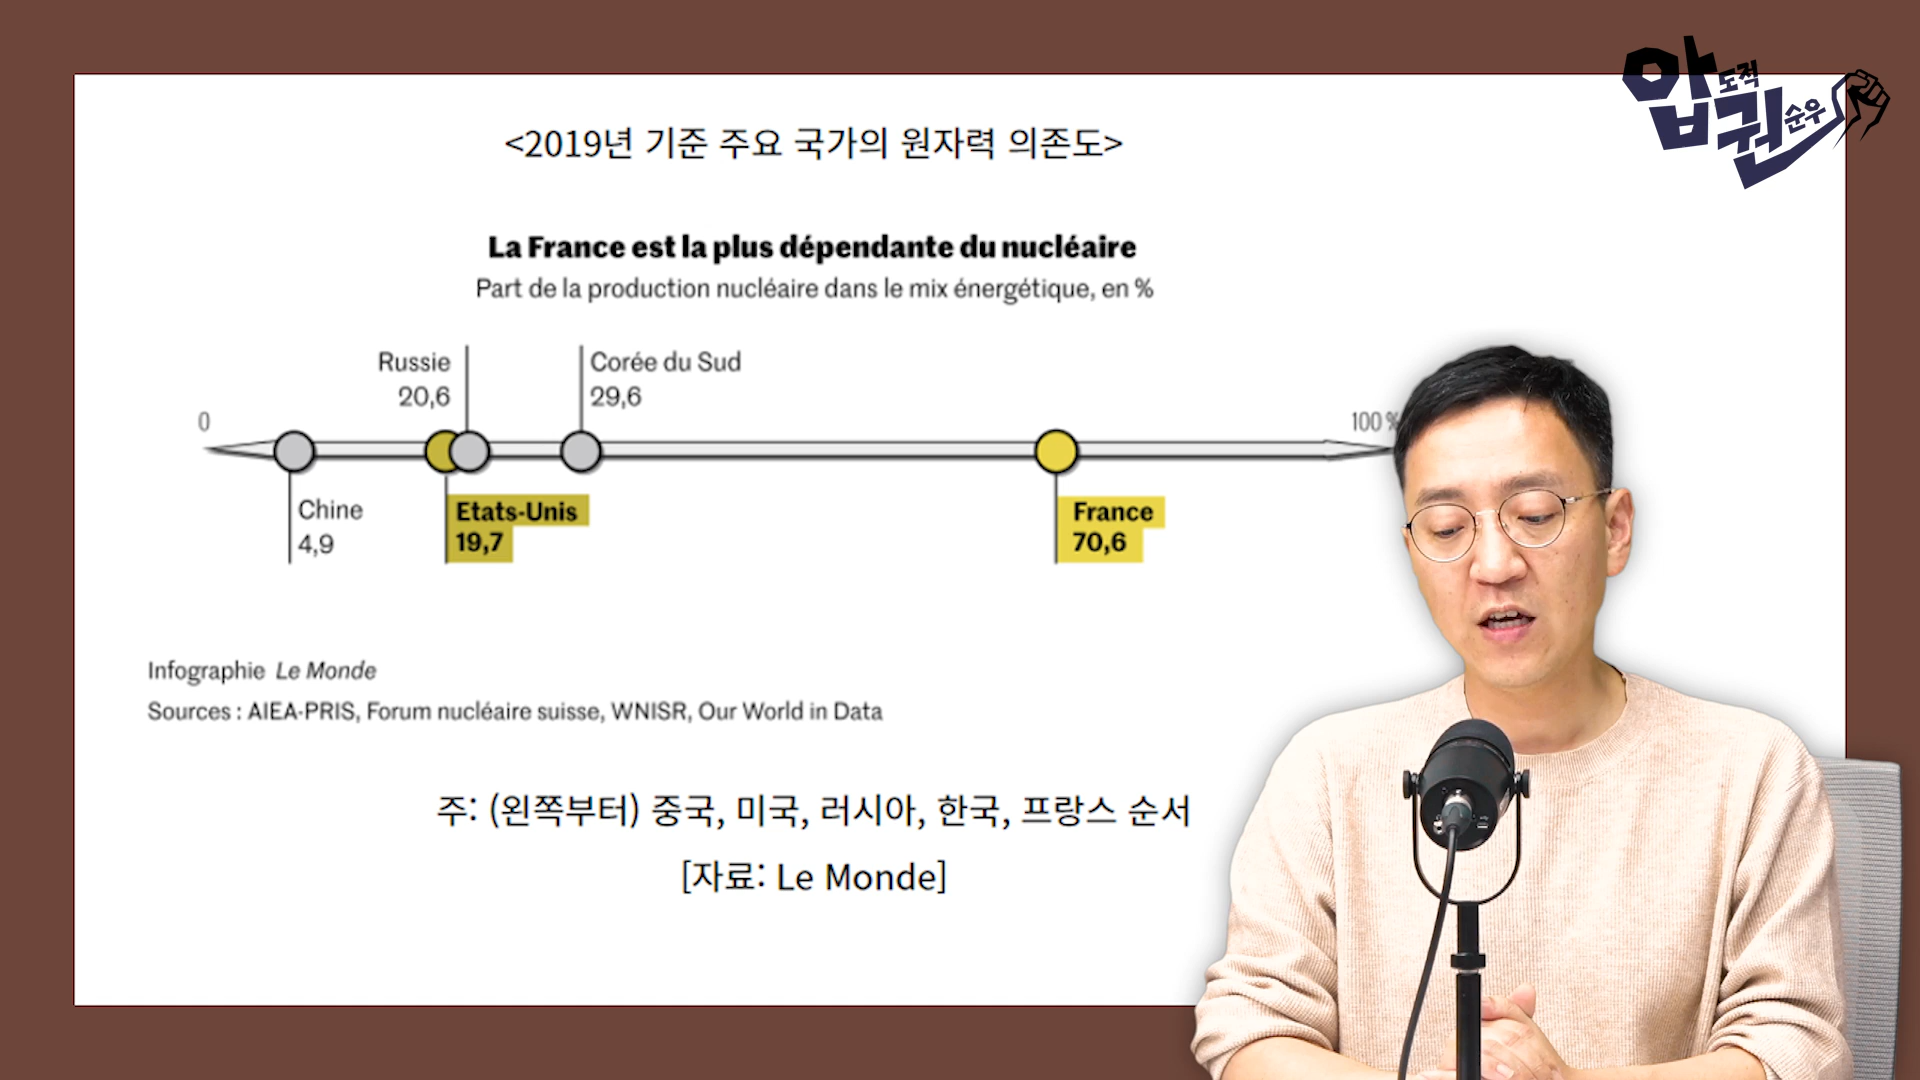 압도적
권순우
<2019년 기준 주요 국가의 원자력 의존도>
La France est la plus dépendante du nucléaire
Part de la production nucléaire dans le mix énergétique, en %
Russie
20,6
Corée du Sud
29,6
0
100 %
Chine
4,9
Etats-Unis
19,7
France
70,6
Infographie Le Monde
Sources : AIEA-PRIS, Forum nucléaire suisse, WNISR, Our World in Data
주: (왼쪽부터) 중국, 미국, 러시아, 한국, 프랑스 순서
[자료: Le Monde]